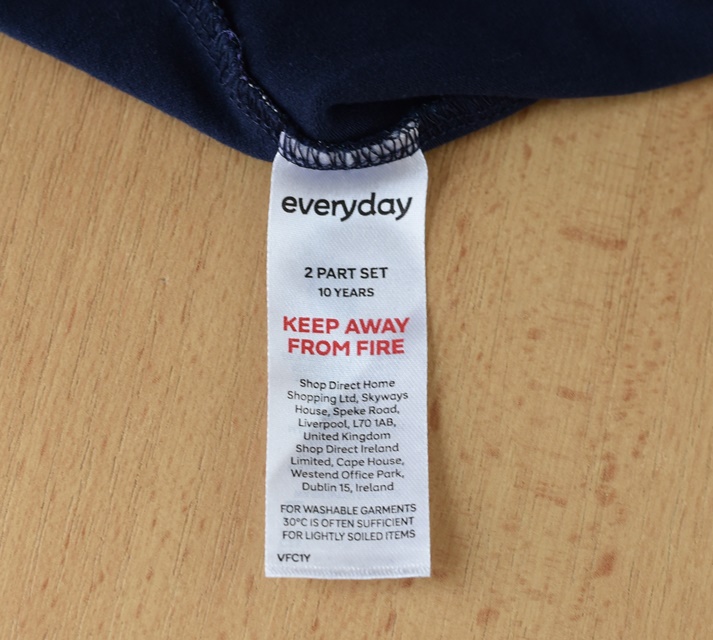 everyday
2 PART SET
10 YEARS
KEEP AWAY
FROM FIRE
Shop Direct Home
Shopping Ltd, Skyways
House, Speke Road,
Liverpool, L70 1AB,
United Kingdom
Shop Direct Ireland
Limited, Cape House,
Westend Office Park,
Dublin 15, Ireland
FOR WASHABLE GARMENTS
30°C IS OFTEN SUFFICIENT
FOR LIGHTLY SOILED ITEMS
VFC1Y